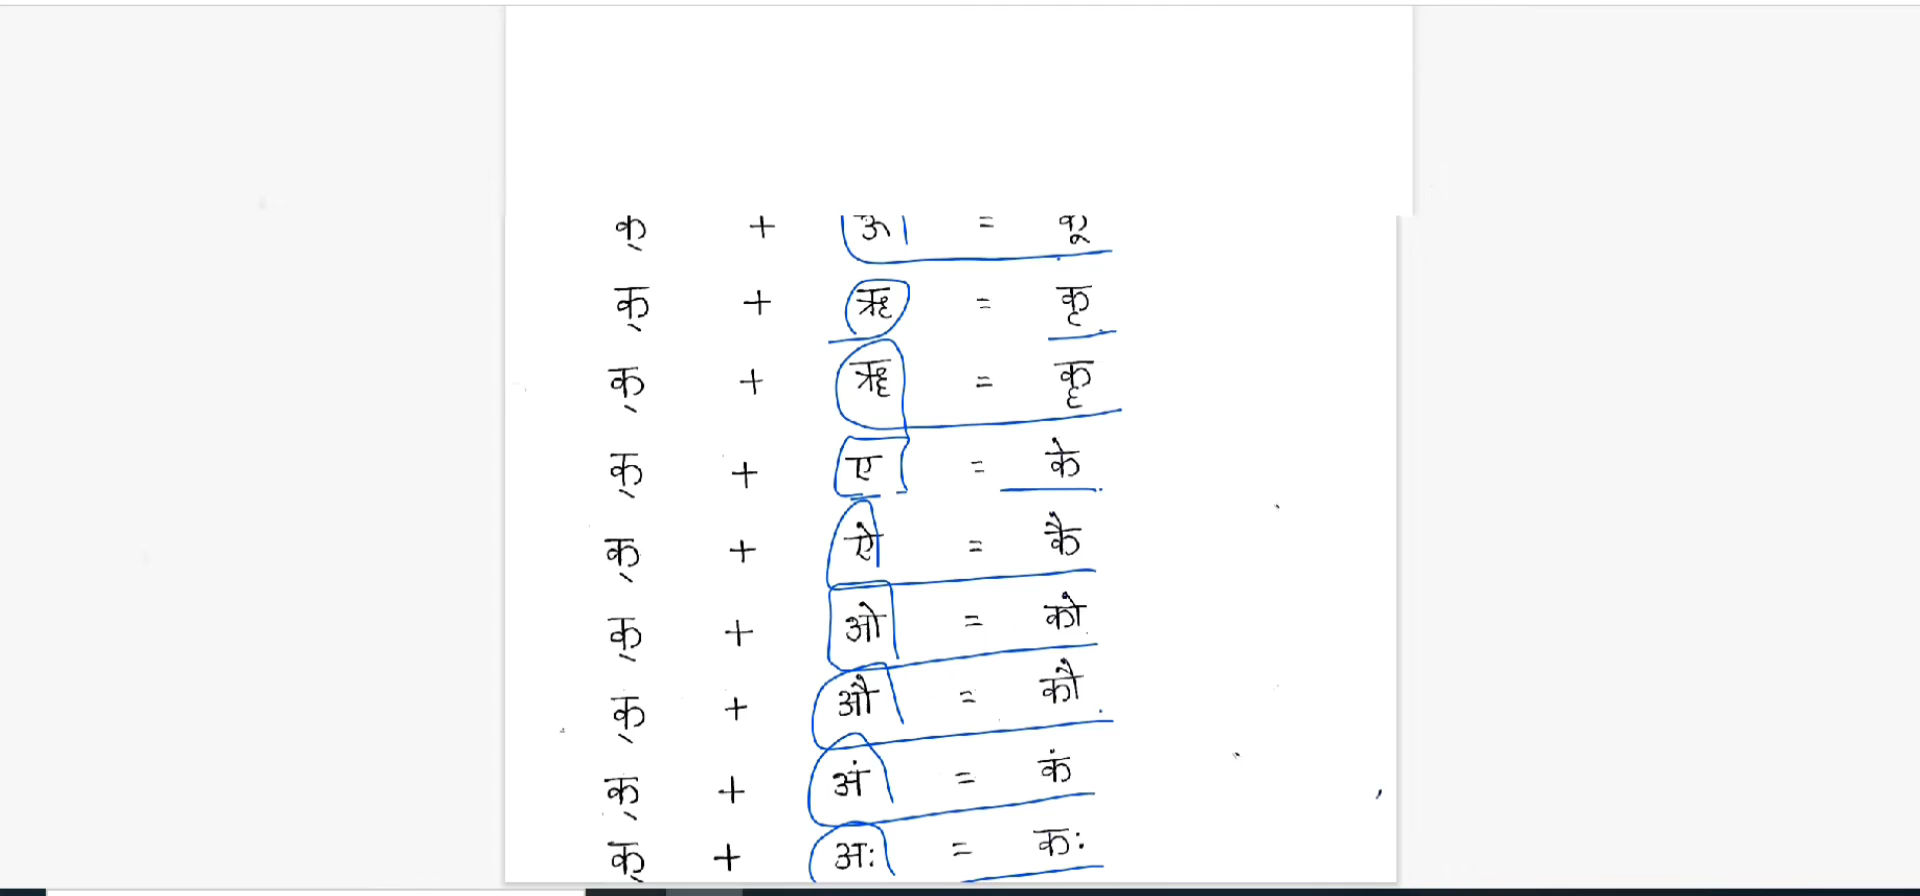 क् + ऊ = कू
क् + ऋ = कृ
क् + ॠ = कॄ
क् + ए = के
क् + ऐ = कै
क् + ओ = को
क् + औ = कौ
क् + अं = कं
क् + अः = कः